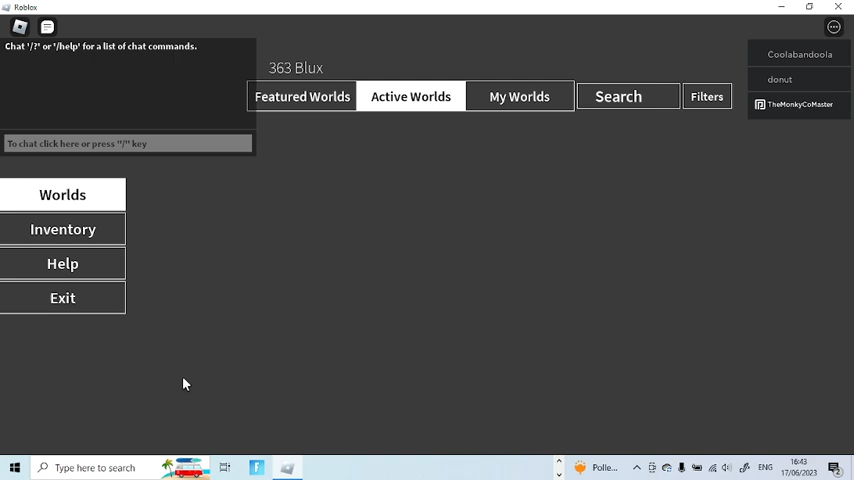 Roblox
Chat '/?' or '/help' for a list of chat commands.
363 Blux
Coolabandoola
donut
TheMonkyCoMaster
Featured Worlds
Active Worlds
My Worlds
Search
Filters
To chat click here or press "/" key
Worlds
Inventory
Help
Exit
Type here to search
Polle...
ENG
16:43
17/06/2023
2